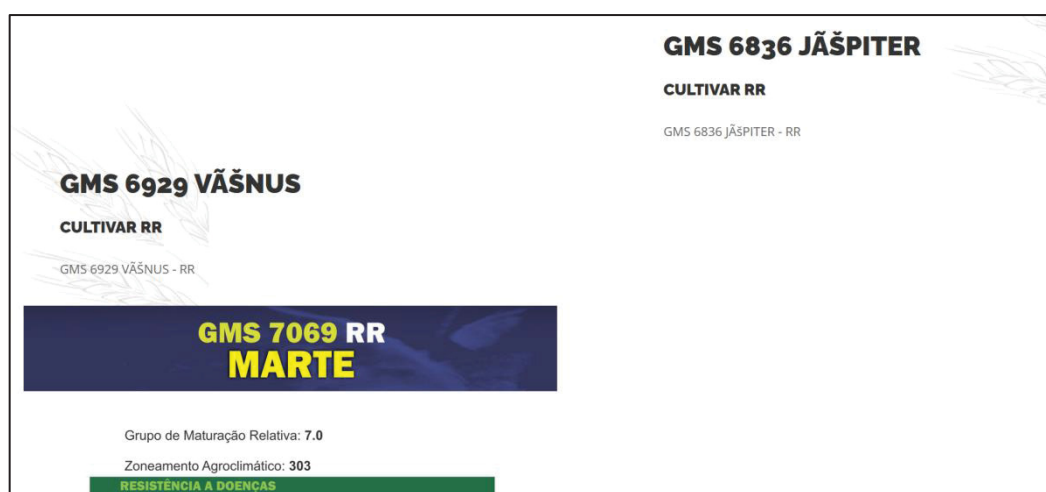 GMS 6836 JÃŠPITER
CULTIVAR RR
GMS 6836 JÃšPITER - RR
GMS 6929 VÃŠNUS
CULTIVAR RR
GMS 6929 VÃŠNUS - RR
GMS 7069 RR
MARTE
Grupo de Maturação Relativa: 7.0
Zoneamento Agroclimático: 303
RESISTÊNCIA A DOENÇAS